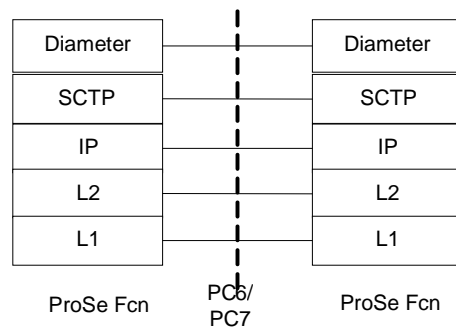 Diameter Diameter
SCTP SCTP
IP IP
L2 L2
L1 L1
ProSe Fcn PC6/ ProSe Fcn
PC7